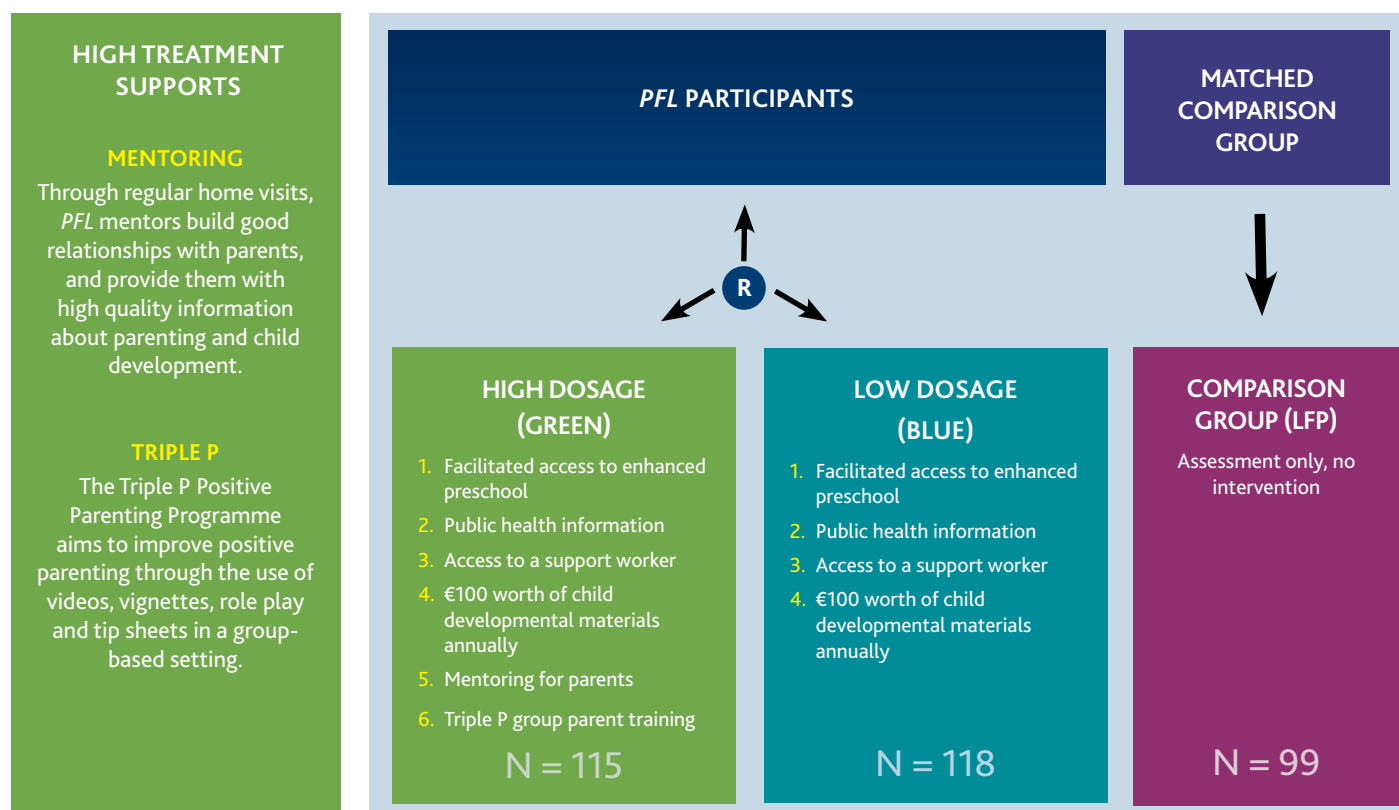 HIGH TREATMENT
SUPPORTS
MENTORING
Through regular home visits,
PFL mentors build good
relationships with parents,
and provide them with
high quality information
about parenting and child
development.
TRIPLE P
The Triple P Positive
Parenting Programme
aims to improve positive
parenting through the use of
videos, vignettes, role play
and tip sheets in a group-
based setting.
PFL PARTICIPANTS
MATCHED
COMPARISON
GROUP
R
HIGH DOSAGE
(GREEN)
1. Facilitated access to enhanced
preschool
2. Public health information
3. Access to a support worker
4. €100 worth of child
developmental materials
annually
5. Mentoring for parents
6. Triple P group parent training
N = 115
LOW DOSAGE
(BLUE)
1. Facilitated access to enhanced
preschool
2. Public health information
3. Access to a support worker
4. €100 worth of child
developmental materials
annually
N = 118
COMPARISON
GROUP (LFP)
Assessment only, no
intervention
N = 99